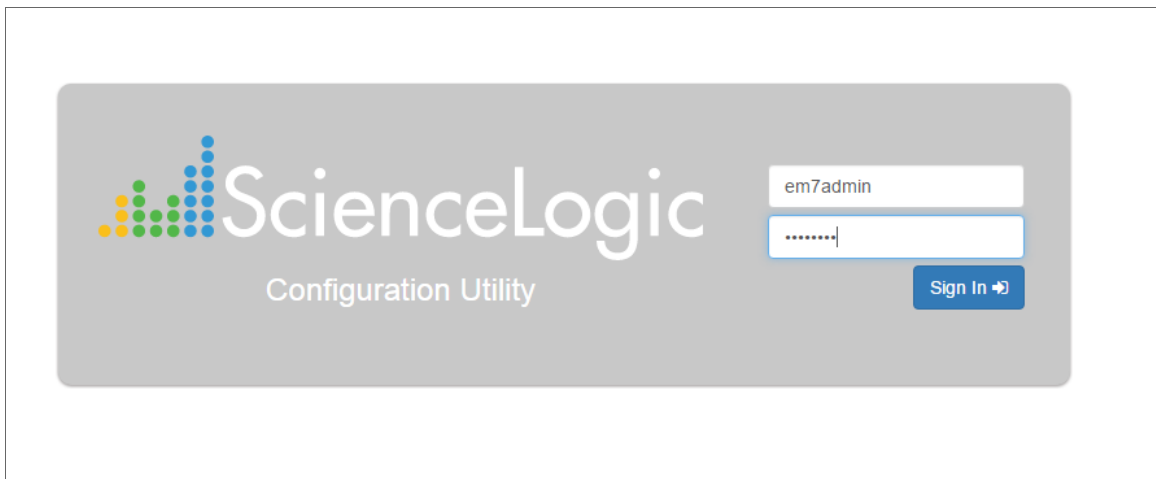 ScienceLogic
Configuration Utility
em7admin
••••••••
Sign In